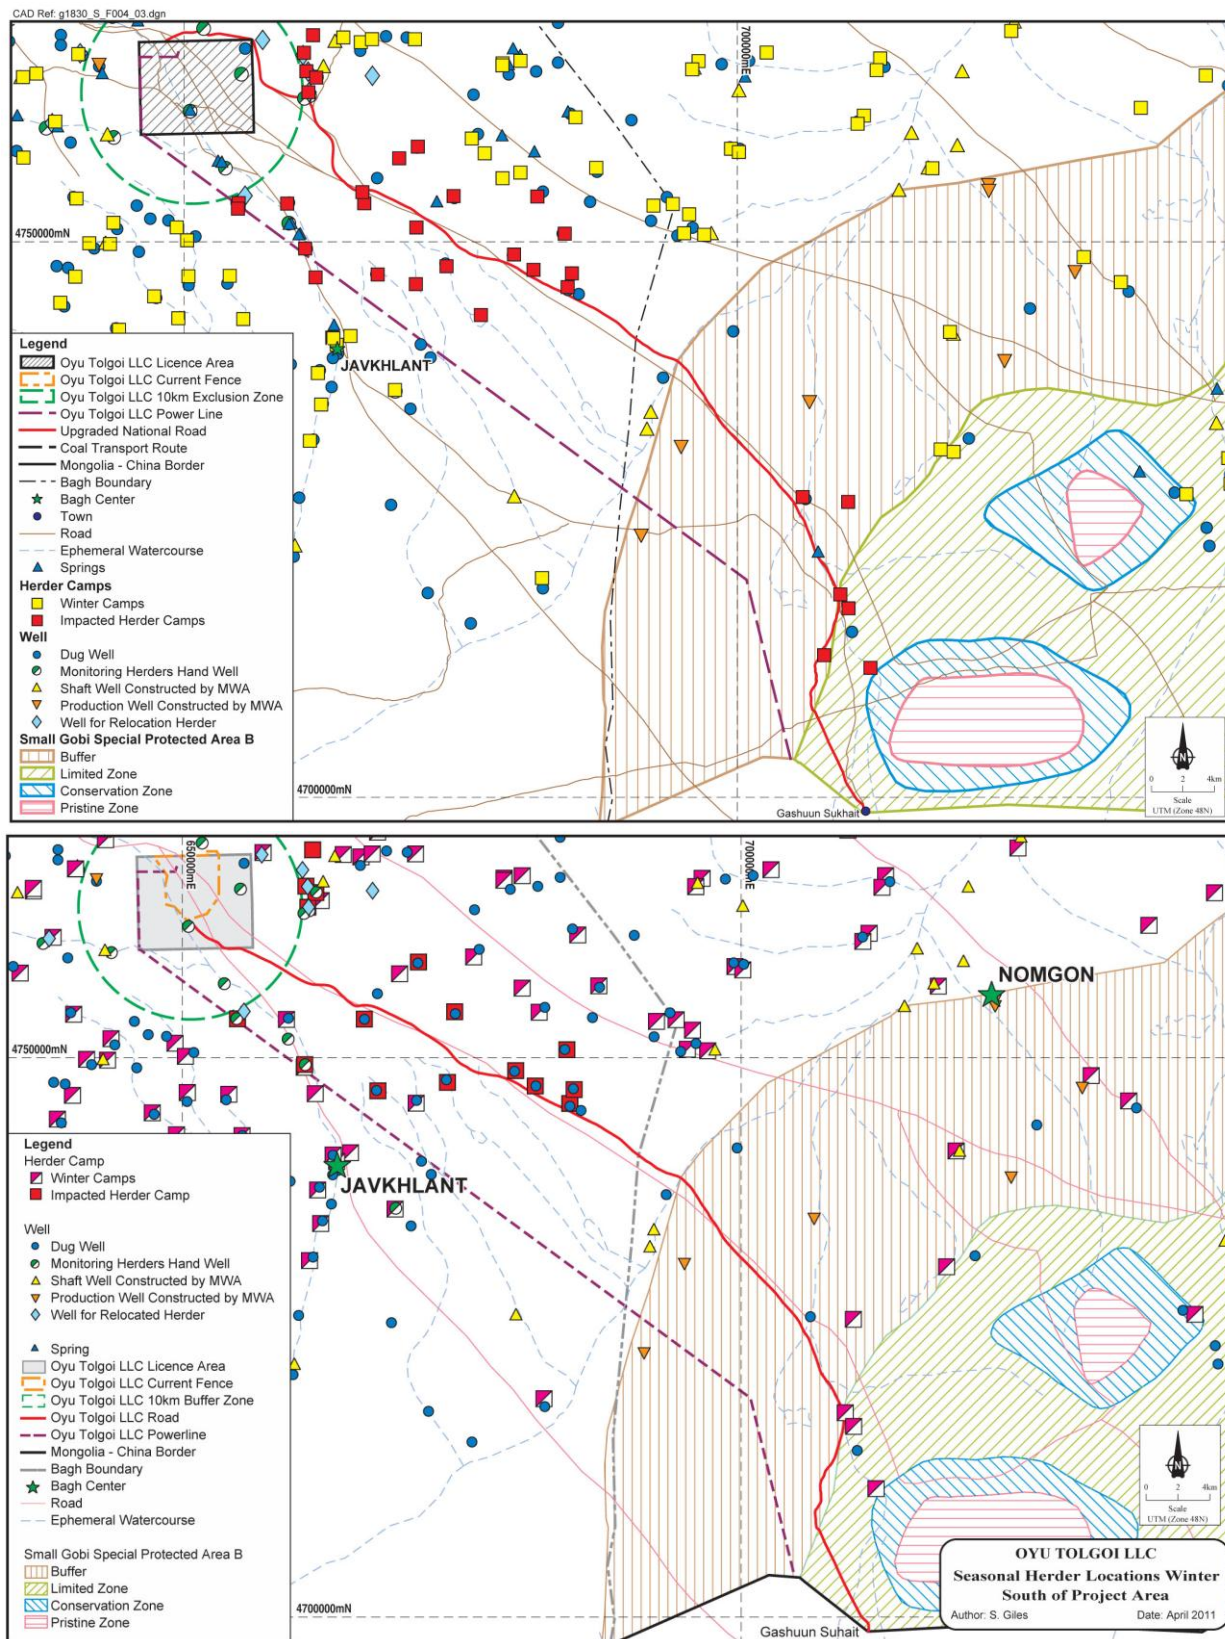 CAD Ref: g1830_S_F004_03.dgn
700000mE
4750000mN
JAVKHLANT
Legend
Oyu Tolgoi LLC Licence Area
Oyu Tolgoi LLC Current Fence
Oyu Tolgoi LLC 10km Exclusion Zone
Oyu Tolgoi LLC Power Line
Upgraded National Road
Coal Transport Route
Mongolia - China Border
Bagh Boundary
Bagh Center
Town
Road
Ephemeral Watercourse
Springs
Herder Camps
Winter Camps
Impacted Herder Camps
Well
Dug Well
Monitoring Herders Hand Well
Shaft Well Constructed by MWA
Production Well Constructed by MWA
Well for Relocation Herder
Small Gobi Special Protected Area B
Buffer
Limited Zone
Conservation Zone
Pristine Zone
4700000mN
Gashuun Sukhait
N
0 2 4km
Scale
UTM (Zone 48N)
650000mE
700000mE
NOMGON
4750000mN
JAVKHLANT
Legend
Herder Camp
Winter Camps
Impacted Herder Camp
Well
Dug Well
Monitoring Herders Hand Well
Shaft Well Constructed by MWA
Production Well Constructed by MWA
Well for Relocated Herder
Spring
Oyu Tolgoi LLC Licence Area
Oyu Tolgoi LLC Current Fence
Oyu Tolgoi LLC 10km Buffer Zone
Oyu Tolgoi LLC Road
Oyu Tolgoi LLC Powerline
Mongolia - China Border
Bagh Boundary
Bagh Center
Road
Ephemeral Watercourse
Small Gobi Special Protected Area B
Buffer
Limited Zone
Conservation Zone
Pristine Zone
4700000mN
Gashuun Suhait
N
0 2 4km
Scale
UTM (Zone 48N)
OYU TOLGOI LLC
Seasonal Herder Locations Winter
South of Project Area
Author: S. Giles Date: April 2011